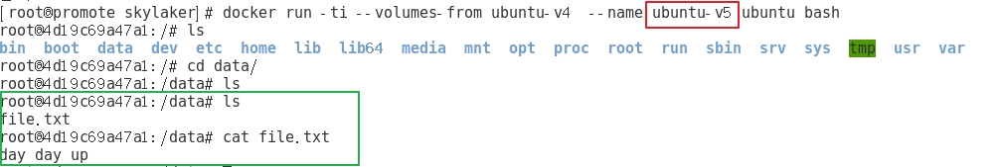 [root@promote skylaker]# docker run -ti --volumes-from ubuntu-v4 --name ubuntu-v5 ubuntu bash
root@4d19c69a47a1:/# ls
bin boot data dev etc home lib lib64 media mnt opt proc root run sbin srv sys tmp usr var
root@4d19c69a47a1:/# cd data/
root@4d19c69a47a1:/data# ls
root@4d19c69a47a1:/data# ls
file.txt
root@4d19c69a47a1:/data# cat file.txt
day day up